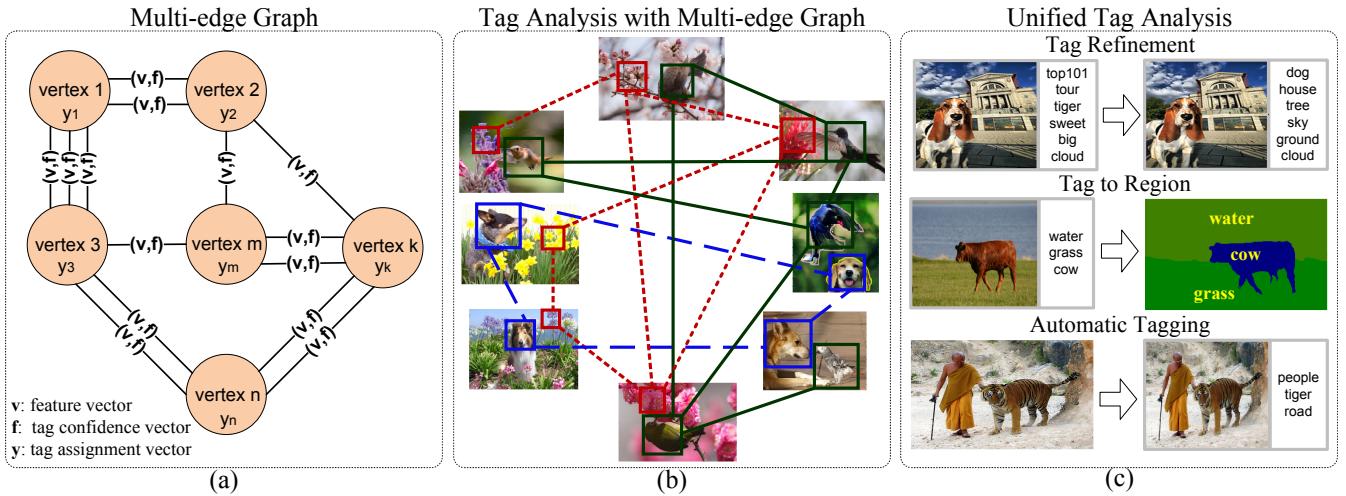 Multi-edge Graph
vertex 1
y1
(v,f)
(v,f)
vertex 2
y2
(v,f)
(v,f)
(v,f)
(v,f)
(v,f)
vertex 3
y3
(v,f)
vertex m
ym
(v,f)
(v,f)
vertex k
yk
(v,f)
(v,f)
(v,f)
(v,f)
vertex n
yn
v: feature vector
f: tag confidence vector
y: tag assignment vector
(a)
Tag Analysis with Multi-edge Graph
(b)
Unified Tag Analysis
Tag Refinement
top101
tour
tiger
sweet
big
cloud
dog
house
tree
sky
ground
cloud
Tag to Region
water
grass
cow
water
cow
grass
Automatic Tagging
people
tiger
road
(c)